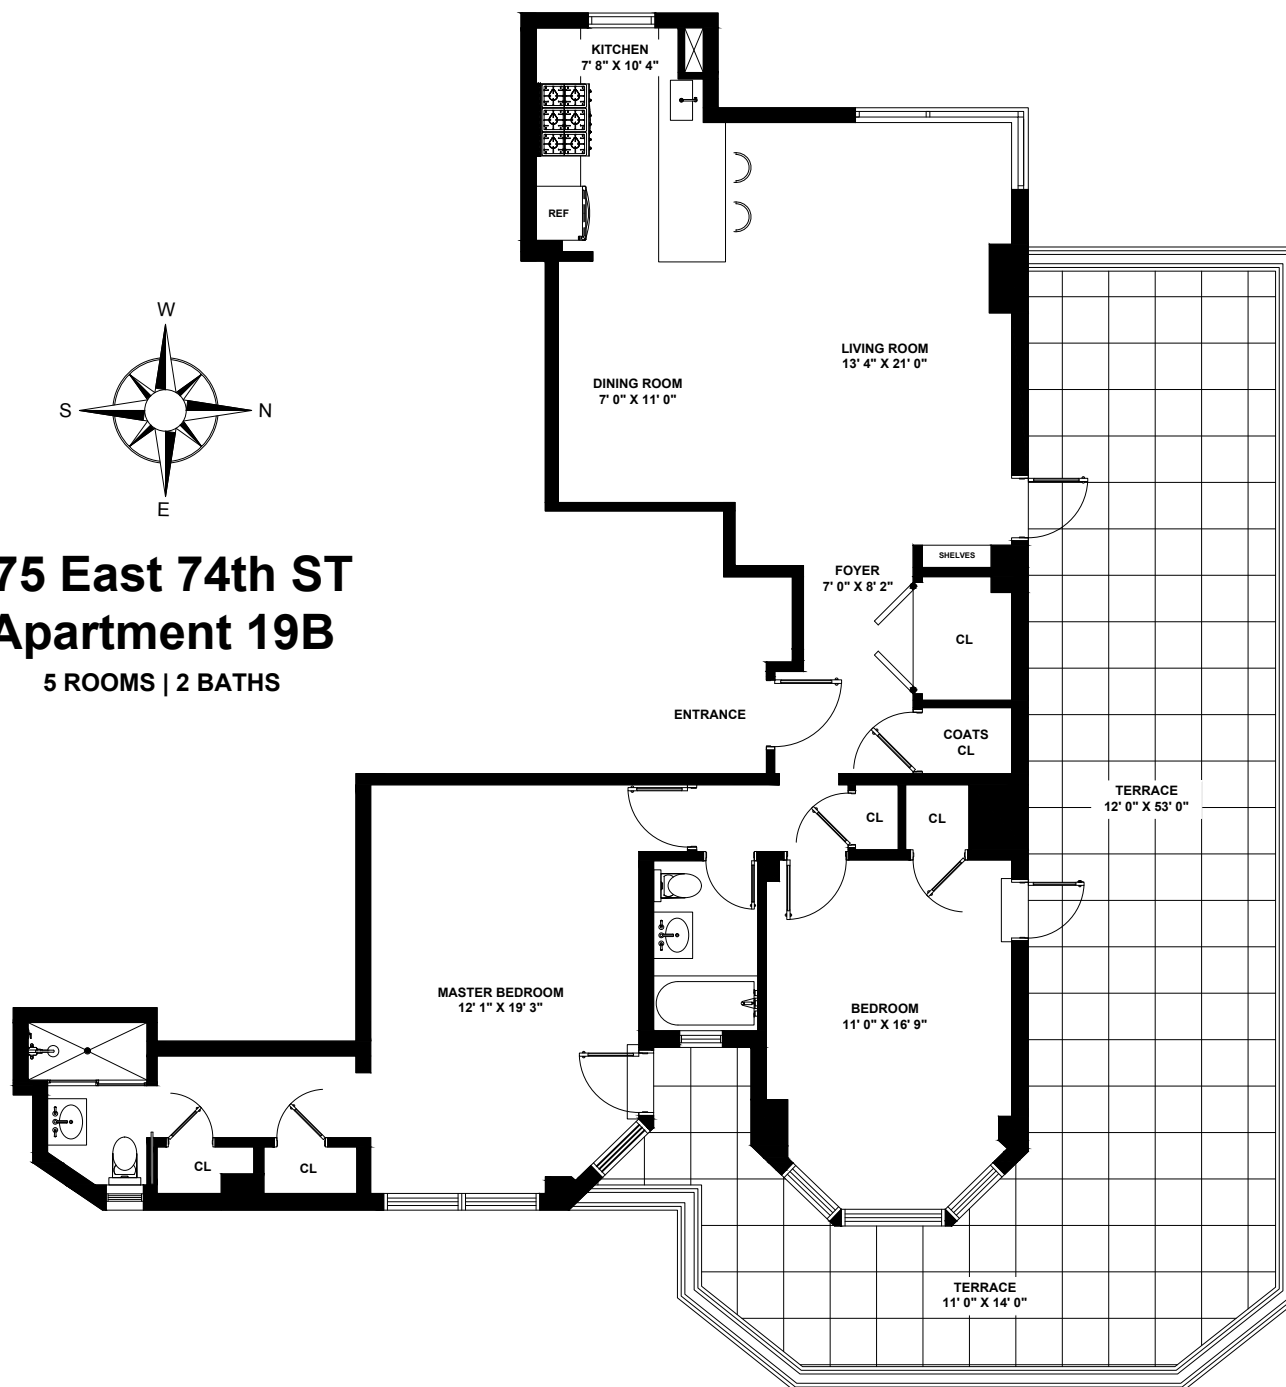 KITCHEN
7' 8" X 10' 4"
REF
LIVING ROOM
13' 4" X 21' 0"
DINING ROOM
7' 0" X 11' 0"
W
S
N
E
75 East 74th ST
Apartment 19B
5 ROOMS | 2 BATHS
SHELVES
FOYER
7' 0" X 8' 2"
CL
ENTRANCE
COATS
CL
TERRACE
12' 0" X 53' 0"
CL
CL
MASTER BEDROOM
12' 1" X 19' 3"
BEDROOM
11' 0" X 16' 9"
CL
CL
TERRACE
11' 0" X 14' 0"